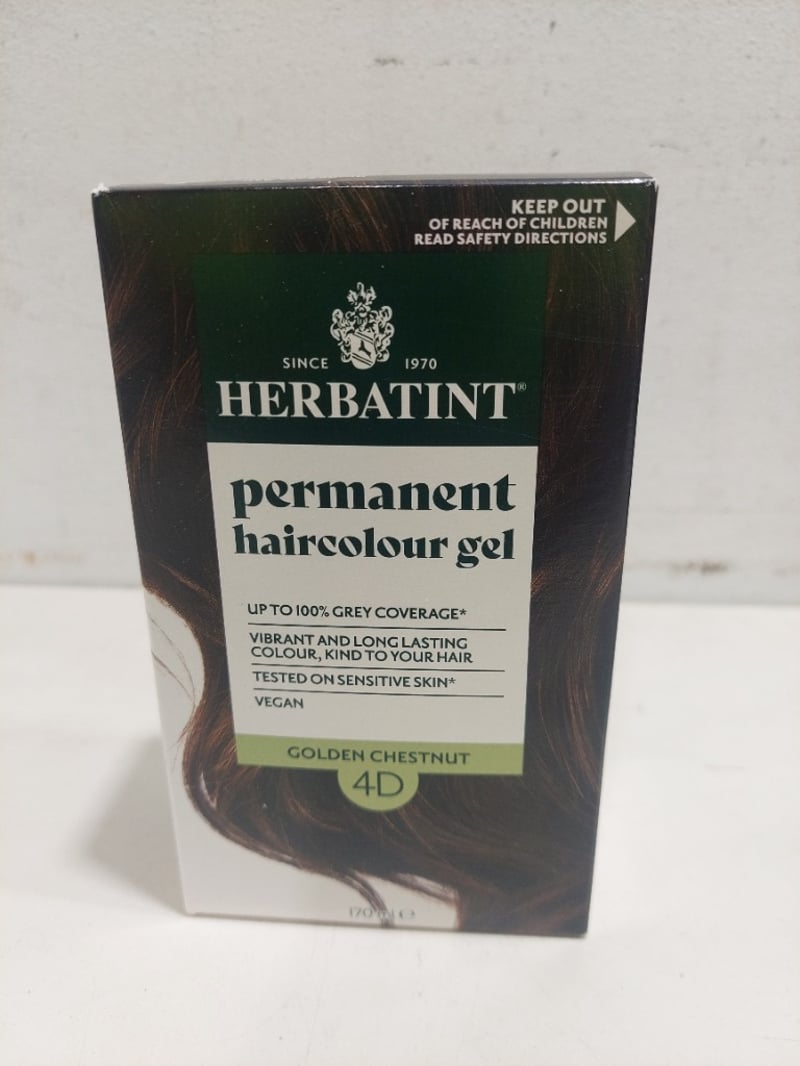 KEEP OUT
OF REACH OF CHILDREN
READ SAFETY DIRECTIONS
SINCE 1970
HERBATINT®
permanent
haircolour gel
UP TO 100% GREY COVERAGE*
VIBRANT AND LONG LASTING
COLOUR, KIND TO YOUR HAIR
TESTED ON SENSITIVE SKIN*
VEGAN
GOLDEN CHESTNUT
4D
170 ml ℮